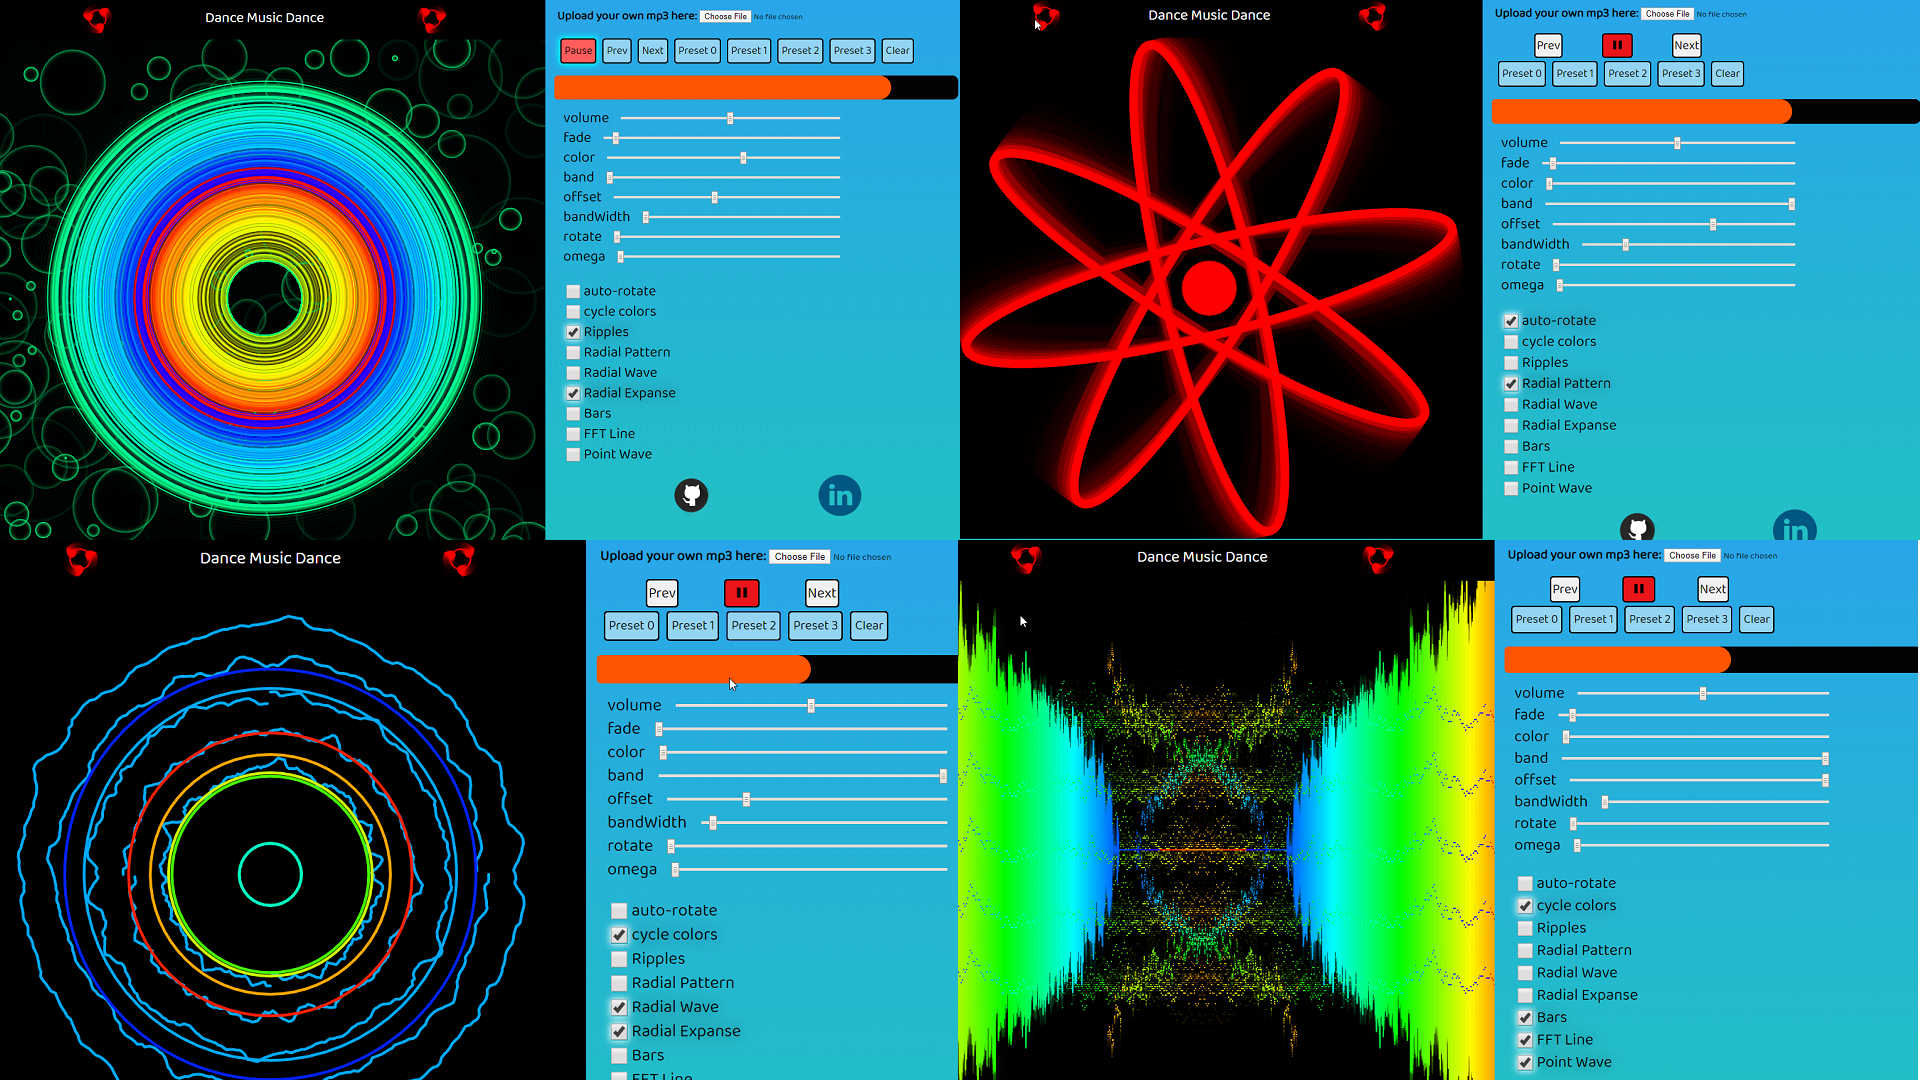 Dance Music Dance
Upload your own mp3 here: Choose File No file chosen
Pause Prev Next Preset 0 Preset 1 Preset 2 Preset 3 Clear
volume
fade
color
band
offset
bandWidth
rotate
omega
auto-rotate
cycle colors
Ripples
Radial Pattern
Radial Wave
Radial Expanse
Bars
FFT Line
Point Wave
in
Dance Music Dance
Upload your own mp3 here: Choose File No file chosen
Prev Next
Preset 0 Preset 1 Preset 2 Preset 3 Clear
volume
fade
color
band
offset
bandWidth
rotate
omega
auto-rotate
cycle colors
Ripples
Radial Pattern
Radial Wave
Radial Expanse
Bars
FFT Line
Point Wave
in
Dance Music Dance
Upload your own mp3 here: Choose File No file chosen
Prev Next
Preset 0 Preset 1 Preset 2 Preset 3 Clear
volume
fade
color
band
offset
bandWidth
rotate
omega
auto-rotate
cycle colors
Ripples
Radial Pattern
Radial Wave
Radial Expanse
Bars
FFT Line
Dance Music Dance
Upload your own mp3 here: Choose File No file chosen
Prev Next
Preset 0 Preset 1 Preset 2 Preset 3 Clear
volume
fade
color
band
offset
bandWidth
rotate
omega
auto-rotate
cycle colors
Ripples
Radial Pattern
Radial Wave
Radial Expanse
Bars
FFT Line
Point Wave